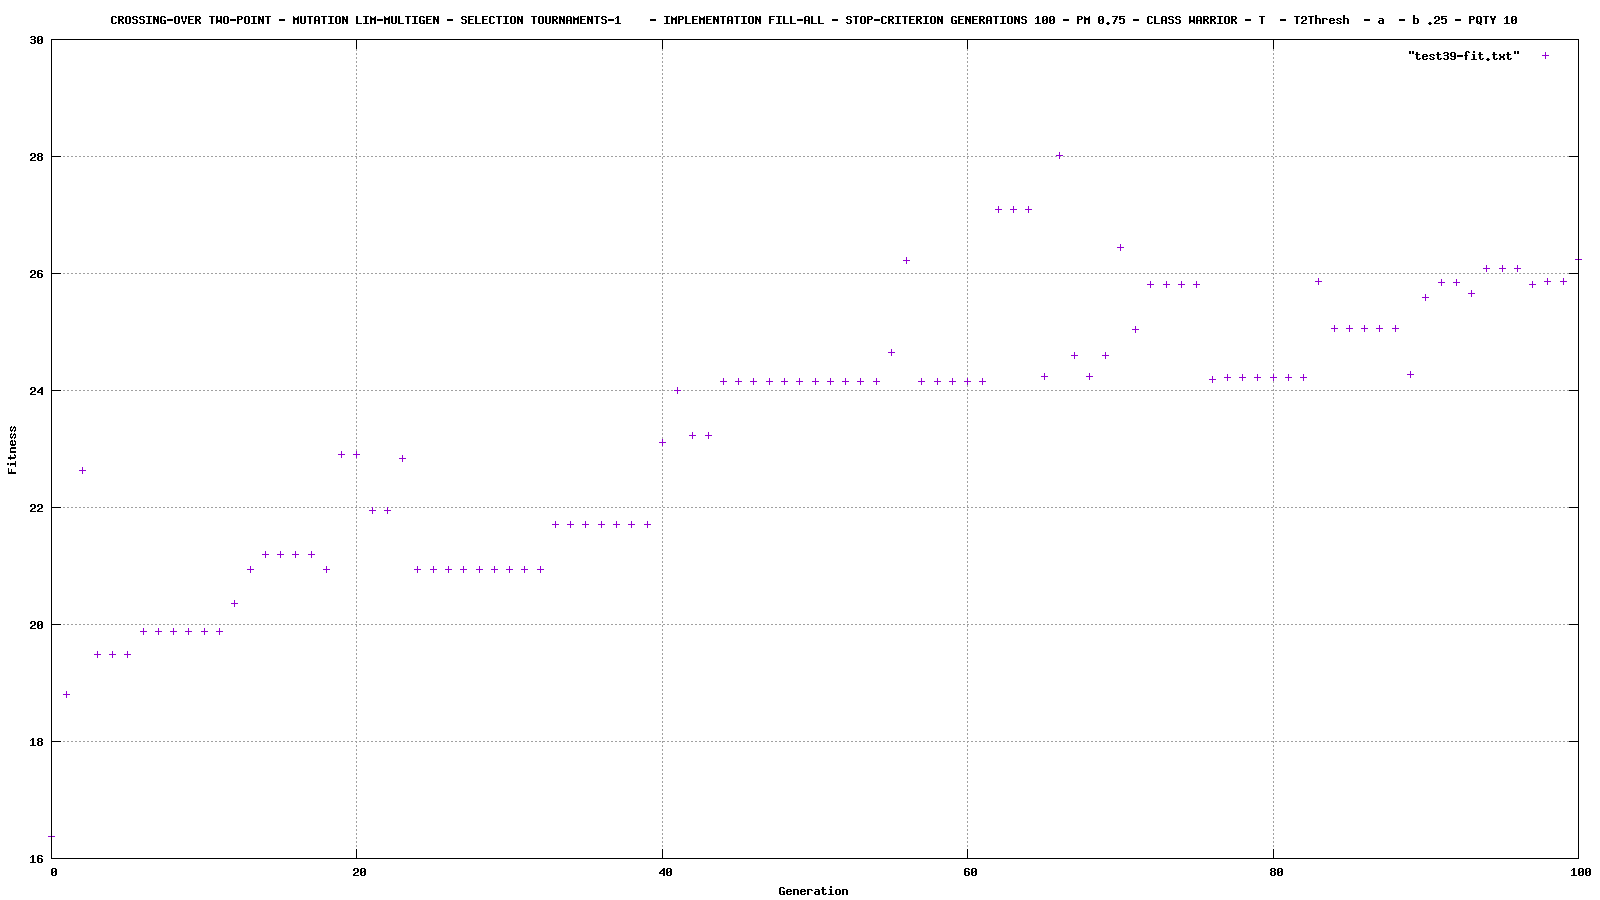 CROSSING-OVER TWO-POINT - MUTATION LIM-MULTIGEN - SELECTION TOURNAMENTS-1    - IMPLEMENTATION FILL-ALL - STOP-CRITERION GENERATIONS 100 - PM 0.75 - CLASS WARRIOR - T  - T2Thresh  - a  - b .25 - PQTY 10
"test39-fit.txt"
30
28
26
24
22
20
18
16
Fitness
0 20 40 60 80 100
Generation